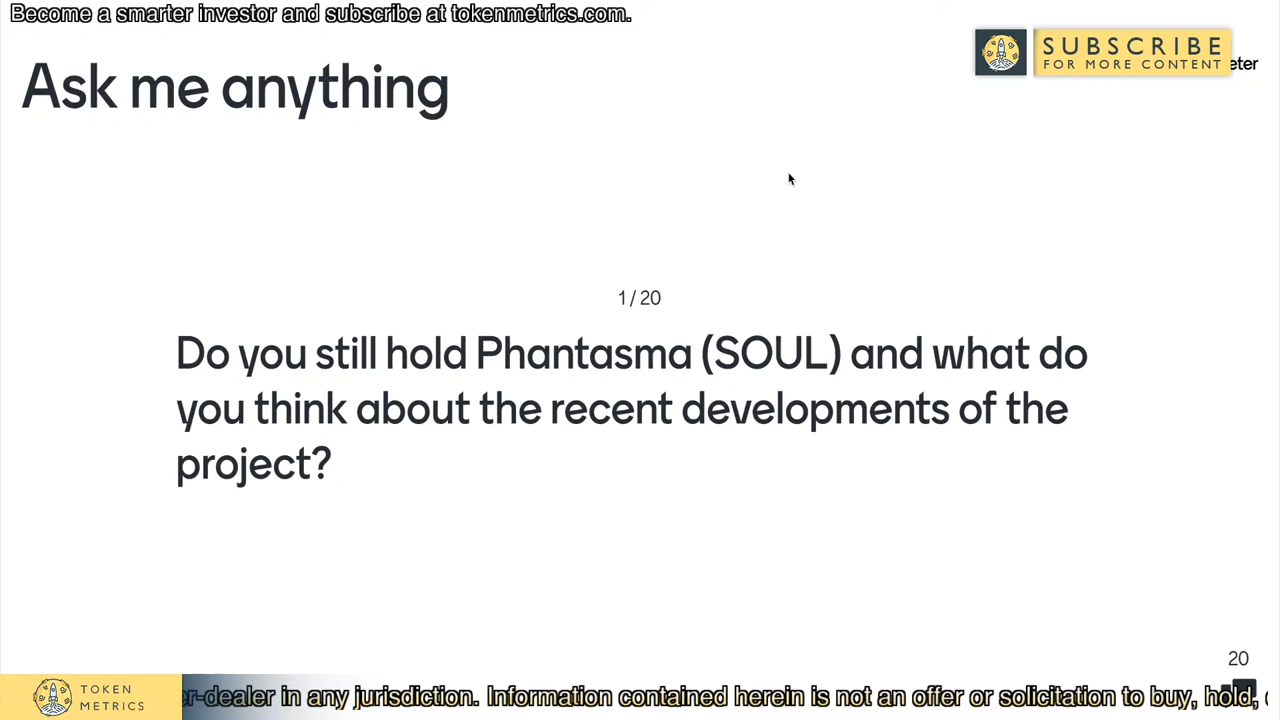 Become a smarter investor and subscribe at tokenmetrics.com.
SUBSCRIBE
FOR MORE CONTENT
eter
Ask me anything
1 / 20
Do you still hold Phantasma (SOUL) and what do
you think about the recent developments of the
project?
20
TOKEN
METRICS
er-dealer in any jurisdiction. Information contained herein is not an offer or solicitation to buy, hold,